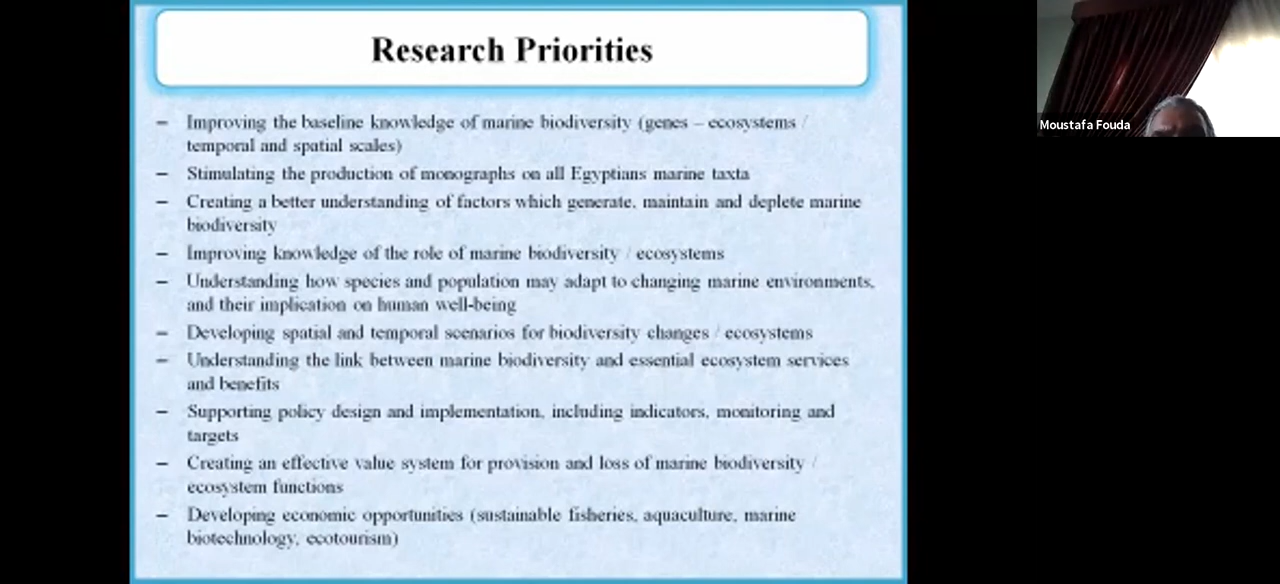 Research Priorities
– Improving the baseline knowledge of marine biodiversity (genes – ecosystems /
temporal and spatial scales)
– Stimulating the production of monographs on all Egyptians marine taxta
– Creating a better understanding of factors which generate, maintain and deplete marine
biodiversity
– Improving knowledge of the role of marine biodiversity / ecosystems
– Understanding how species and population may adapt to changing marine environments,
and their implication on human well-being
– Developing spatial and temporal scenarios for biodiversity changes / ecosystems
– Understanding the link between marine biodiversity and essential ecosystem services
and benefits
– Supporting policy design and implementation, including indicators, monitoring and
targets
– Creating an effective value system for provision and loss of marine biodiversity /
ecosystem functions
– Developing economic opportunities (sustainable fisheries, aquaculture, marine
biotechnology, ecotourism)
Moustafa Fouda